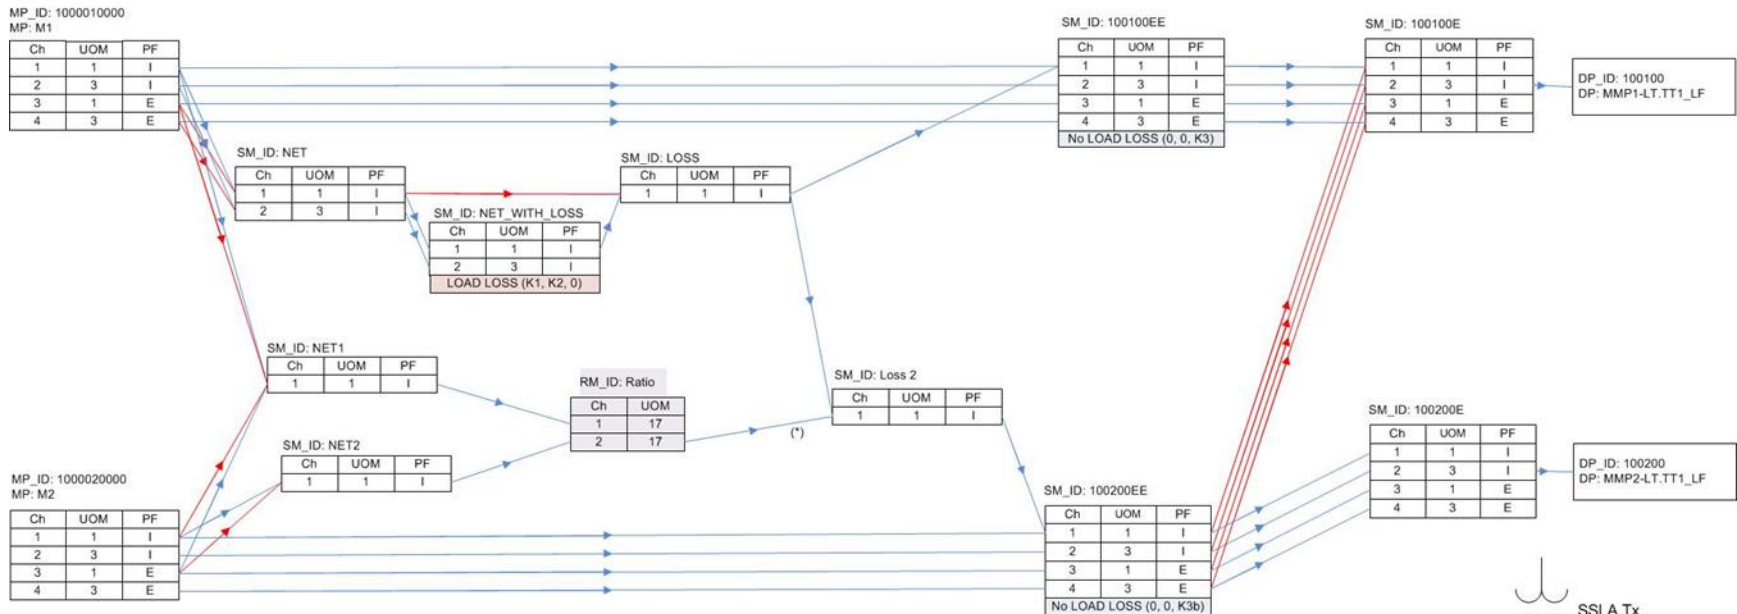 MP_ID: 1000010000
MP: M1
Ch UOM PF
1 1 I
2 3 I
3 1 E
4 3 E
SM_ID: 100100EE
Ch UOM PF
1 1 I
2 3 I
3 1 E
4 3 E
No LOAD LOSS (0, 0, K3)
SM_ID: 100100E
Ch UOM PF
1 1 I
2 3 I
3 1 E
4 3 E
DP_ID: 100100
DP: MMP1-LT.TT1_LF
SM_ID: NET
Ch UOM PF
1 1 I
2 3 I
SM_ID: LOSS
Ch UOM PF
1 1 I
SM_ID: NET_WITH_LOSS
Ch UOM PF
1 1 I
2 3 I
LOAD LOSS (K1, K2, 0)
SM_ID: NET1
Ch UOM PF
1 1 I
RM_ID: Ratio
Ch UOM
1 17
2 17
(*)
SM_ID: Loss 2
Ch UOM PF
1 1 I
SM_ID: NET2
Ch UOM PF
1 1 I
MP_ID: 1000020000
MP: M2
Ch UOM PF
1 1 I
2 3 I
3 1 E
4 3 E
SM_ID: 100200EE
Ch UOM PF
1 1 I
2 3 I
3 1 E
4 3 E
No LOAD LOSS (0, 0, K3b)
SM_ID: 100200E
Ch UOM PF
1 1 I
2 3 I
3 1 E
4 3 E
DP_ID: 100200
DP: MMP2-LT.TT1_LF
SSLA Tx